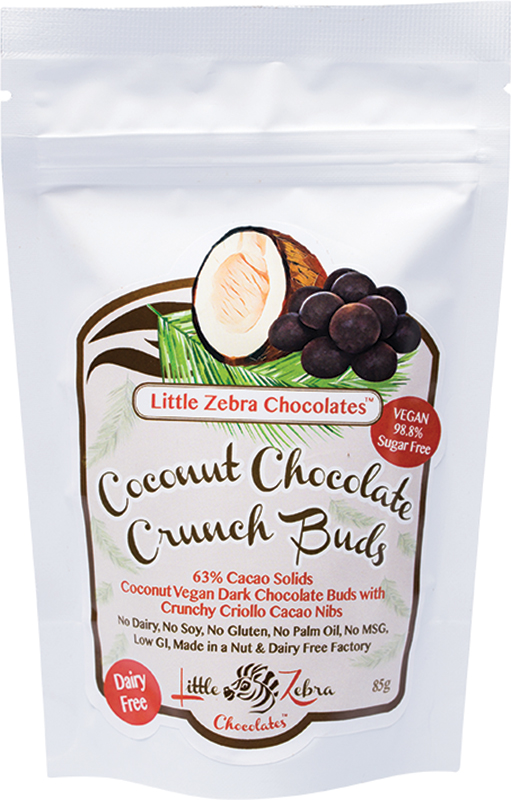 Little Zebra Chocolates™
VEGAN
98.8%
Sugar Free
Coconut Chocolate
Crunch Buds
63% Cacao Solids
Coconut Vegan Dark Chocolate Buds with
Crunchy Criollo Cacao Nibs
No Dairy, No Soy, No Gluten, No Palm Oil, No MSG,
Low GI, Made in a Nut & Dairy Free Factory
Dairy
Free
Little Zebra
Chocolates™
85g